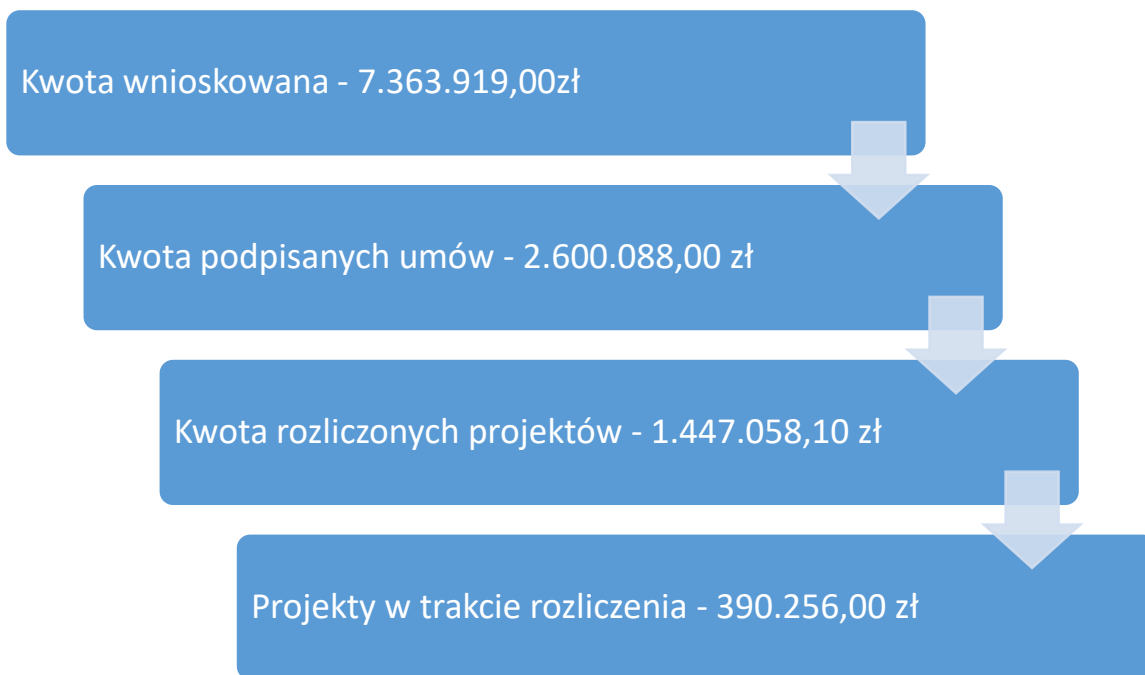 Kwota wnioskowana - 7.363.919,00zł
Kwota podpisanych umów - 2.600.088,00 zł
Kwota rozliczonych projektów - 1.447.058,10 zł
Projekty w trakcie rozliczenia - 390.256,00 zł